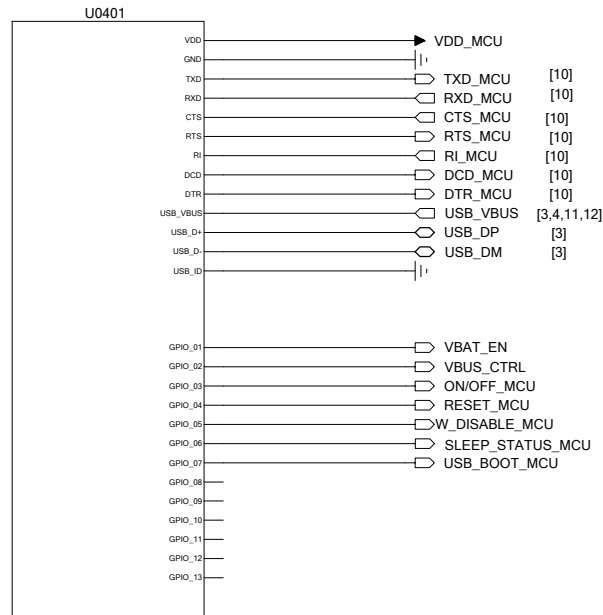 U0401
VDD VDD_MCU
GND
TXD TXD_MCU [10]
RXD RXD_MCU [10]
CTS CTS_MCU [10]
RTS RTS_MCU [10]
RI RI_MCU [10]
DCD DCD_MCU [10]
DTR DTR_MCU [10]
USB_VBUS USB_VBUS [3,4,11,12]
USB_D+ USB_DP [3]
USB_D- USB_DM [3]
USB_ID
GPIO_01 VBAT_EN
GPIO_02 VBUS_CTRL
GPIO_03 ON/OFF_MCU
GPIO_04 RESET_MCU
GPIO_05 W_DISABLE_MCU
GPIO_06 SLEEP_STATUS_MCU
GPIO_07 USB_BOOT_MCU
GPIO_08
GPIO_09
GPIO_10
GPIO_11
GPIO_12
GPIO_13